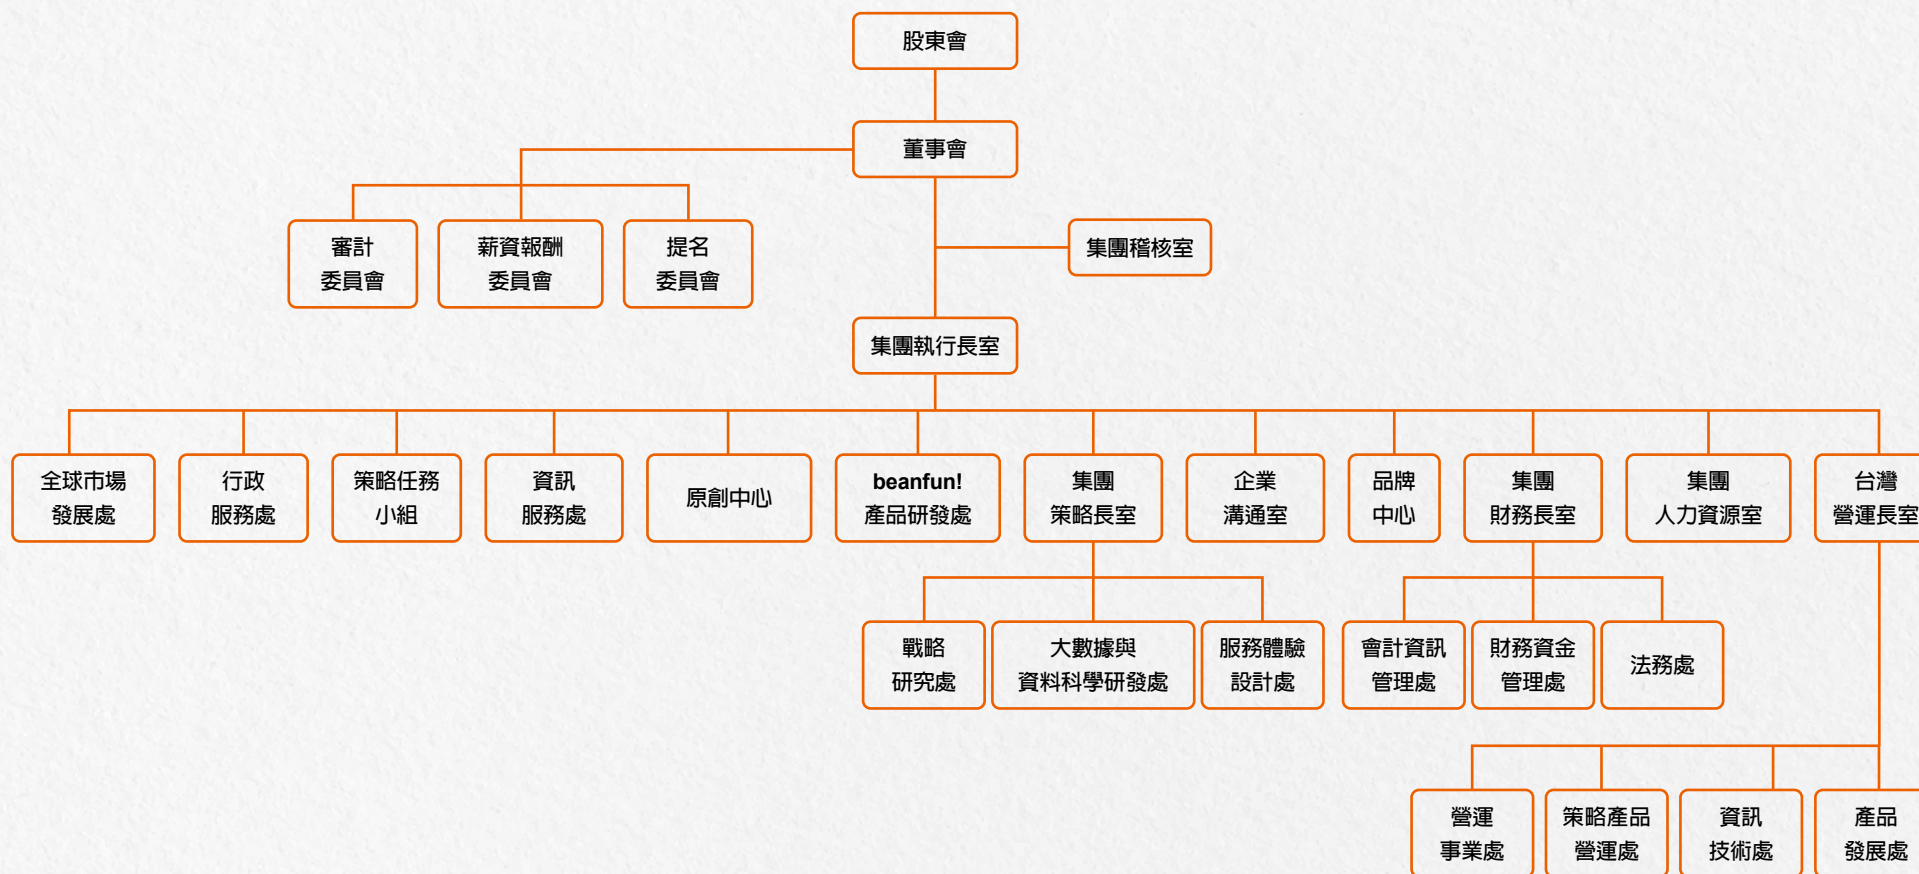 股東會
董事會
審計
委員會
薪資報酬
委員會
提名
委員會
集團稽核室
集團執行長室
全球市場
發展處
行政
服務處
策略任務
小組
資訊
服務處
原創中心
beanfun!
產品研發處
集團
策略長室
企業
溝通室
品牌
中心
集團
財務長室
集團
人力資源室
台灣
營運長室
戰略
研究處
大數據與
資料科學研發處
服務體驗
設計處
會計資訊
管理處
財務資金
管理處
法務處
營運
事業處
策略產品
營運處
資訊
技術處
產品
發展處